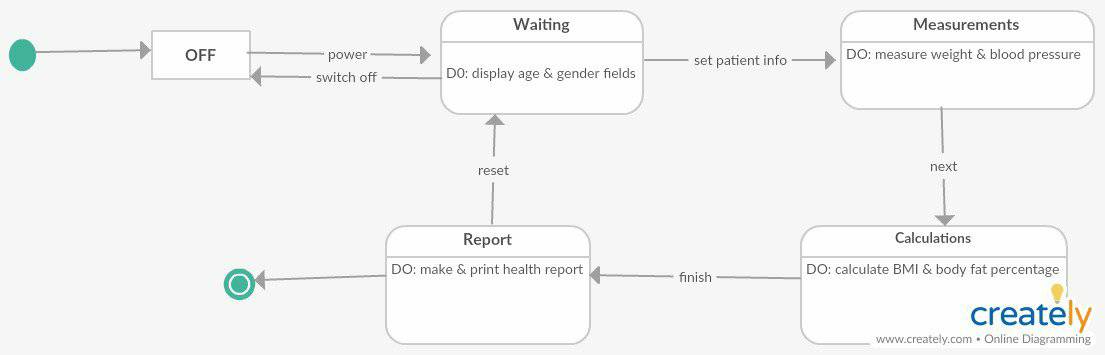 Waiting
Measurements
OFF
power
DO: measure weight & blood pressure
set patient info
switch off
D0: display age & gender fields
reset
next
Report
Calculations
DO: make & print health report
finish
DO: calculate BMI & body fat percentage
creately
www.creately.com • Online Diagramming